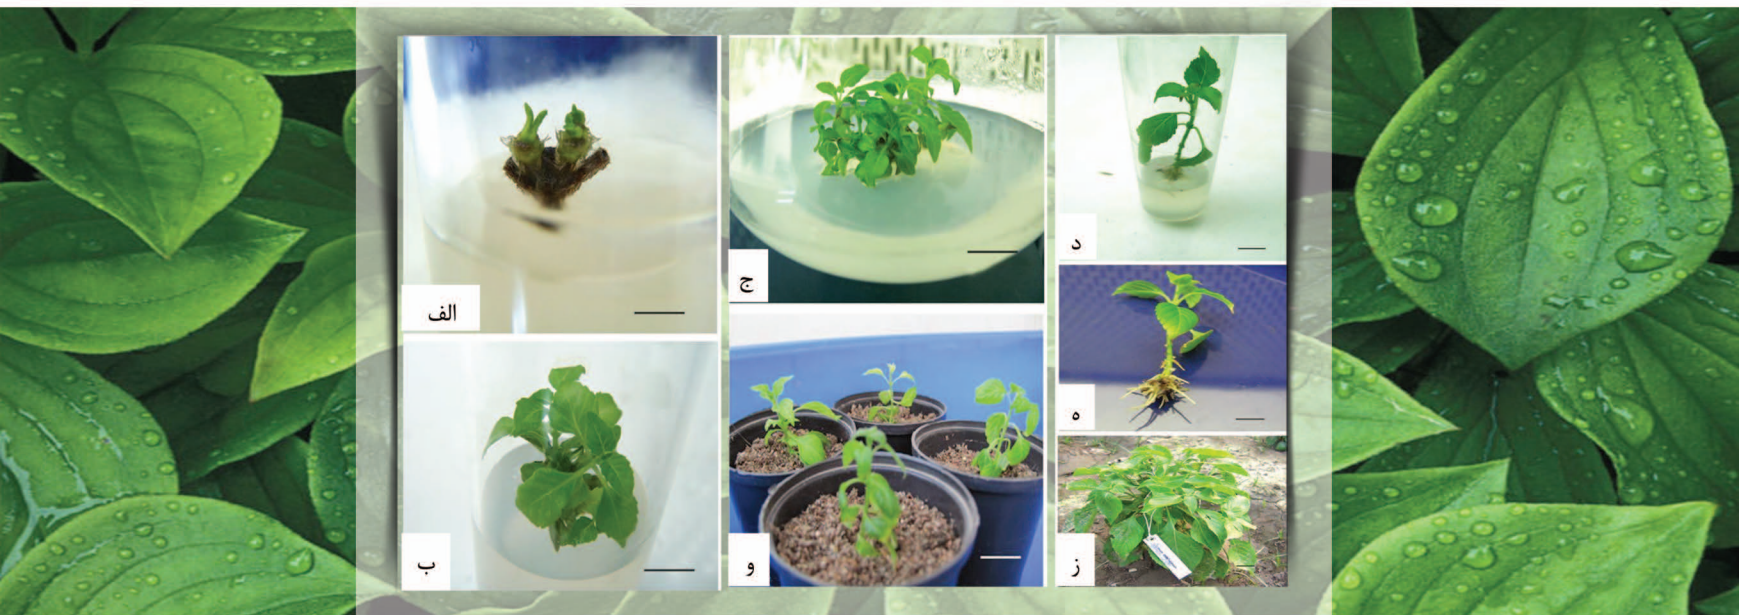 الف
ب
ج
و
د
ه
ز